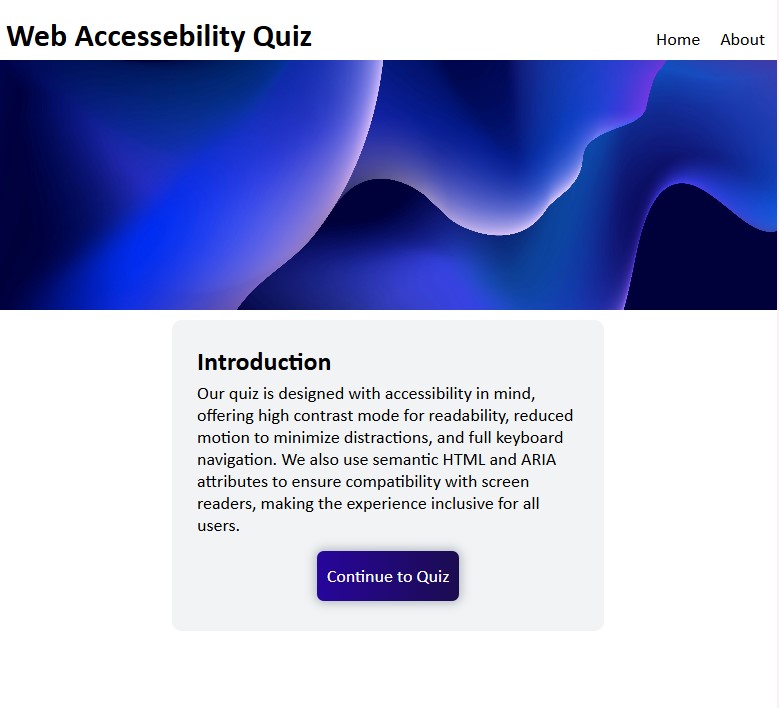 Web Accessebility Quiz
Home About
Introduction
Our quiz is designed with accessibility in mind,
offering high contrast mode for readability, reduced
motion to minimize distractions, and full keyboard
navigation. We also use semantic HTML and ARIA
attributes to ensure compatibility with screen
readers, making the experience inclusive for all
users.
Continue to Quiz